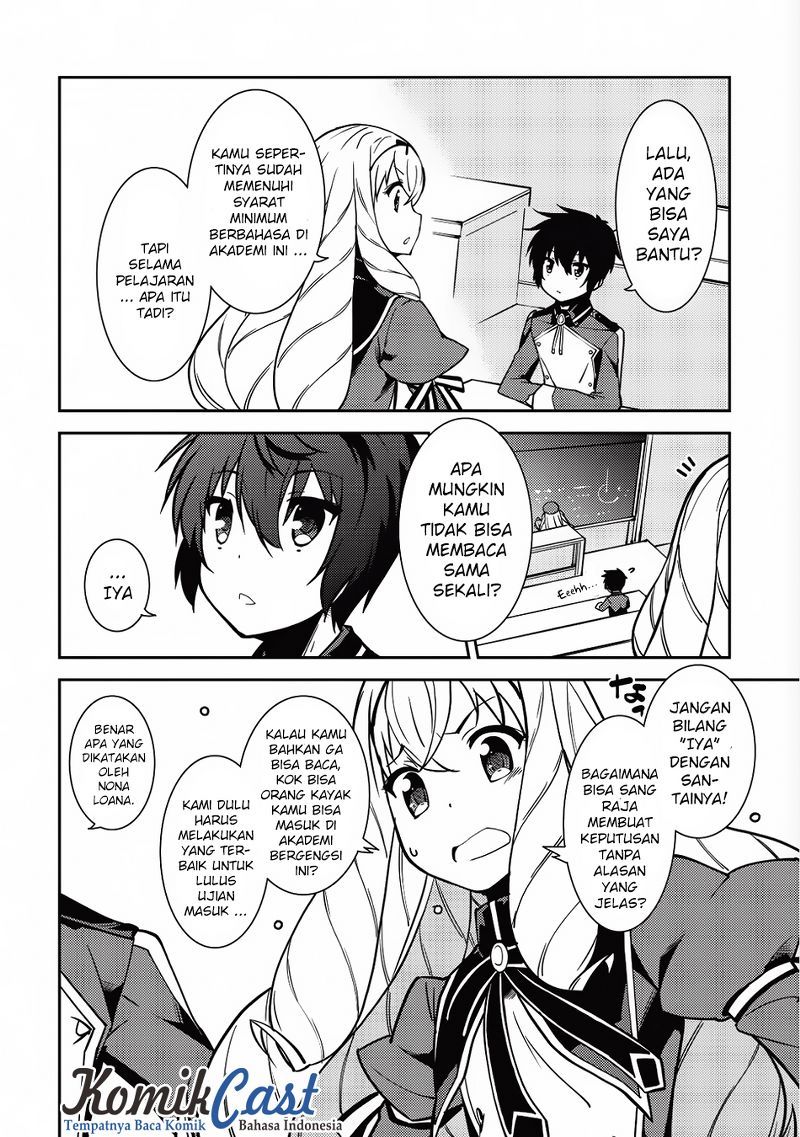 LALU,
ADA
YANG
BISA
SAYA
BANTU?
KAMU SEPER-
TINYA SUDAH
MEMENUHI
SYARAT
MINIMUM
BERBAHASA DI
AKADEMI INI ...
TAPI
SELAMA
PELAJARAN
... APA ITU
TADI?
Eeehh...
APA
MUNGKIN
KAMU
TIDAK BISA
MEMBACA
SAMA
SEKALI?
...
IYA
JANGAN
BILANG
"IYA"
DENGAN
SAN-
TAINYA!
なっ
BAGAIMANA
BISA SANG
RAJA
MEMBUAT
KEPUTUSAN
TANPA
ALASAN
YANG
JELAS?
KALAU KAMU
BAHKAN GA
BISA BACA,
KOK BISA
ORANG KAYAK
KAMU BISA
MASUK DI
AKADEMI
BERGENGSI
INI?
KAMI DULU
HARUS
MELAKUKAN
YANG TER-
BAIK UNTUK
LULUS
UJIAN
MASUK ...
BENAR
APA YANG
DIKATAKAN
OLEH
NONA
LOANA.
KomikCast
Tempatnya Baca Komik Bahasa Indonesia